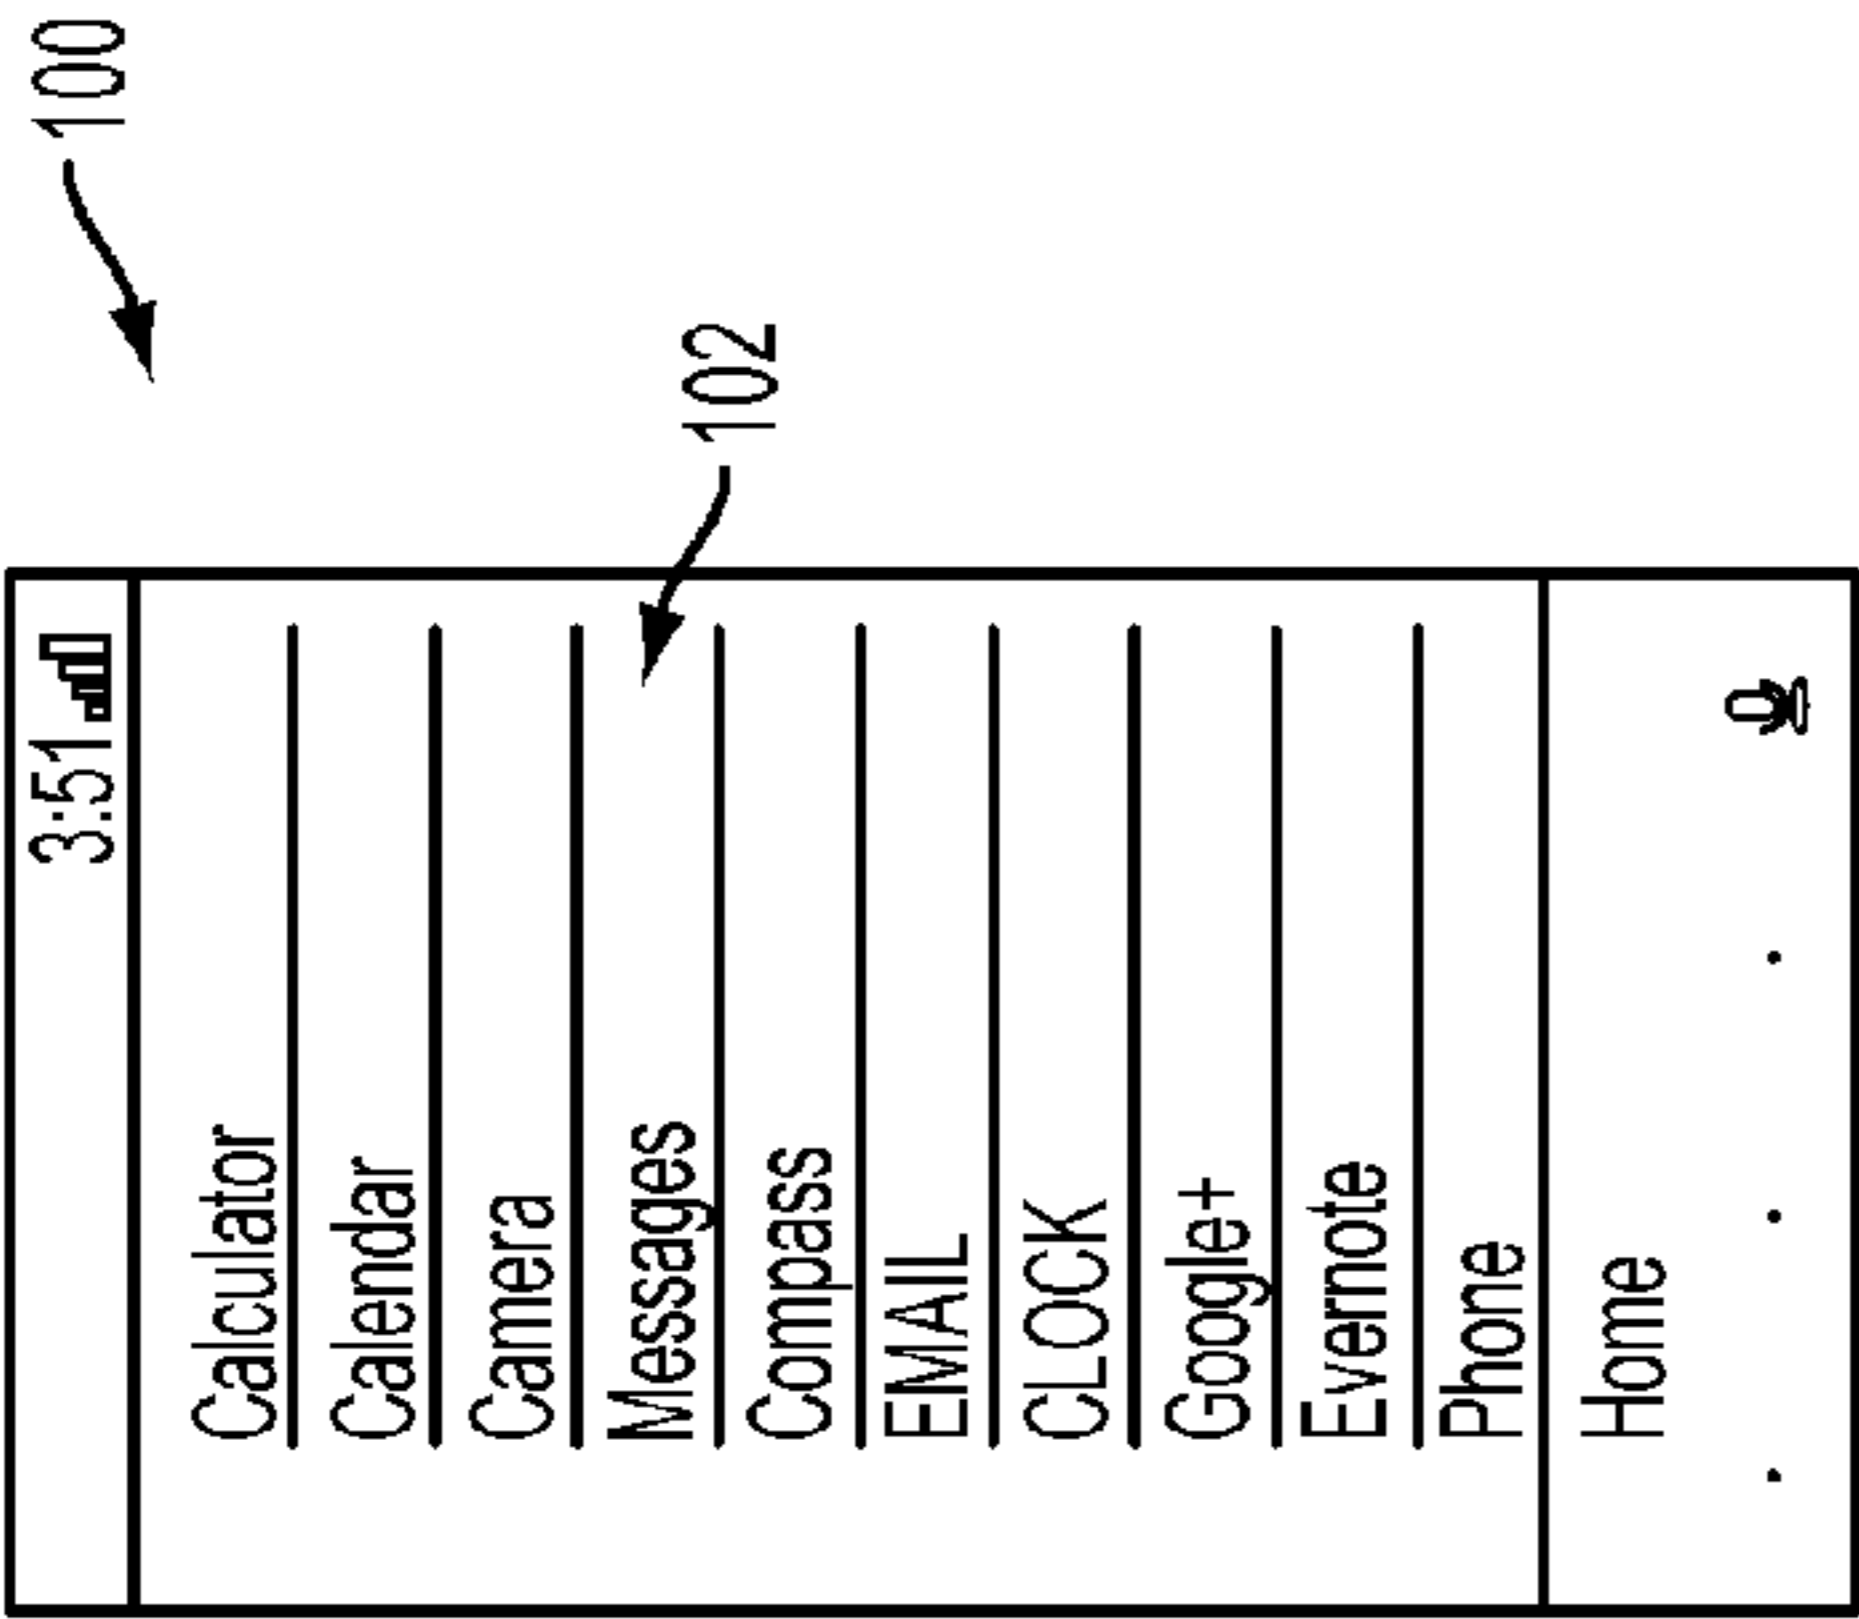 100
3:51
Calculator
Calendar
Camera
Messages
102
Compass
EMAIL
CLOCK
Google+
Evernote
Phone
Home